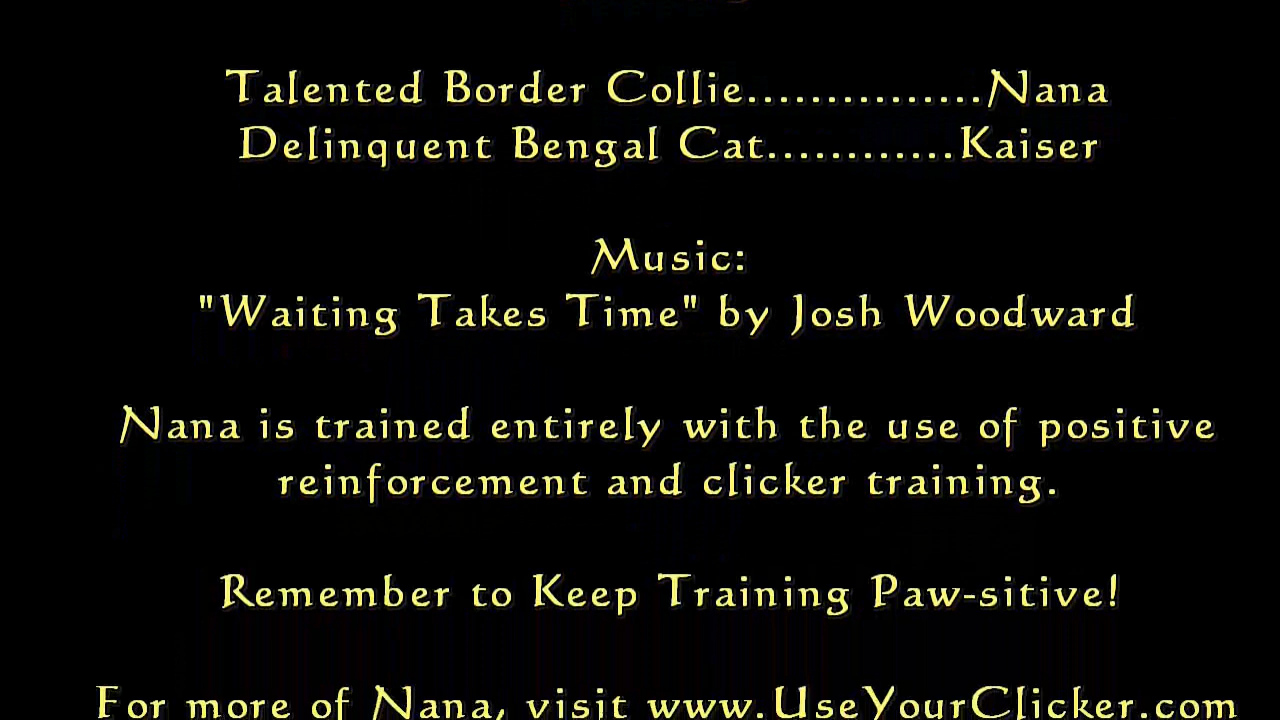 Talented Border Collie...............Nana
Delinquent Bengal Cat............Kaiser
Music:
"Waiting Takes Time" by Josh Woodward
Nana is trained entirely with the use of positive
reinforcement and clicker training.
Remember to Keep Training Paw-sitive!
For more of Nana, visit www.UseYourClicker.com